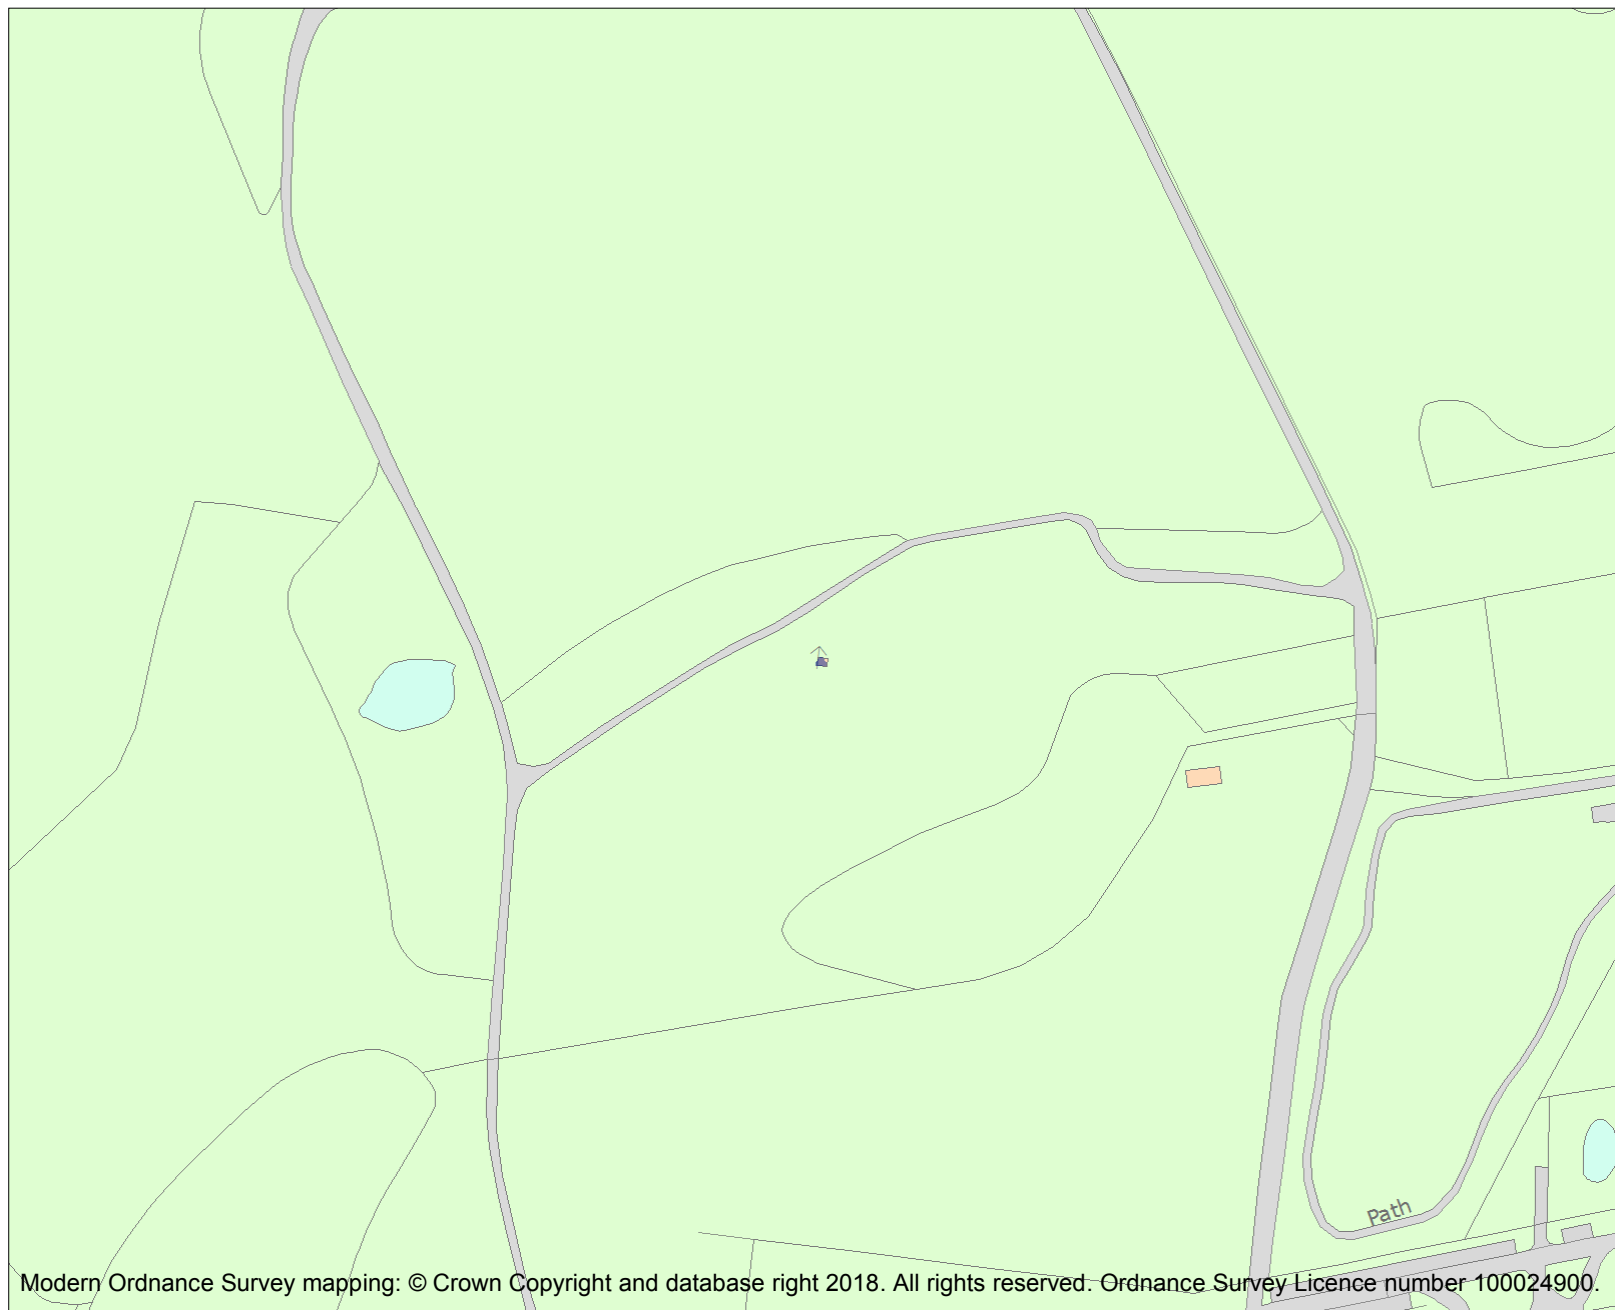 Path
Modern Ordnance Survey mapping: © Crown Copyright and database right 2018. All rights reserved. Ordnance Survey Licence number 100024900.